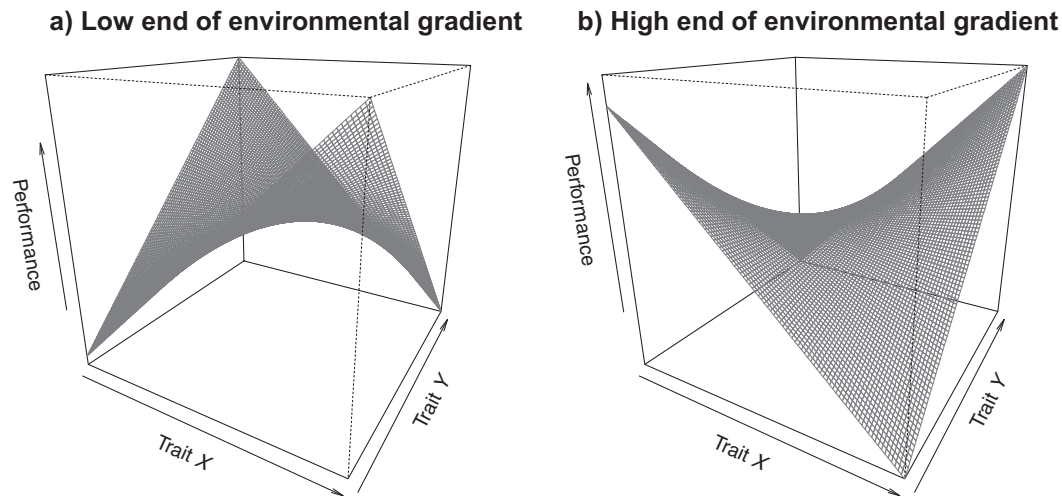 a) Low end of environmental gradient
b) High end of environmental gradient
Performance
Trait X
Trait Y
Performance
Trait X
Trait Y